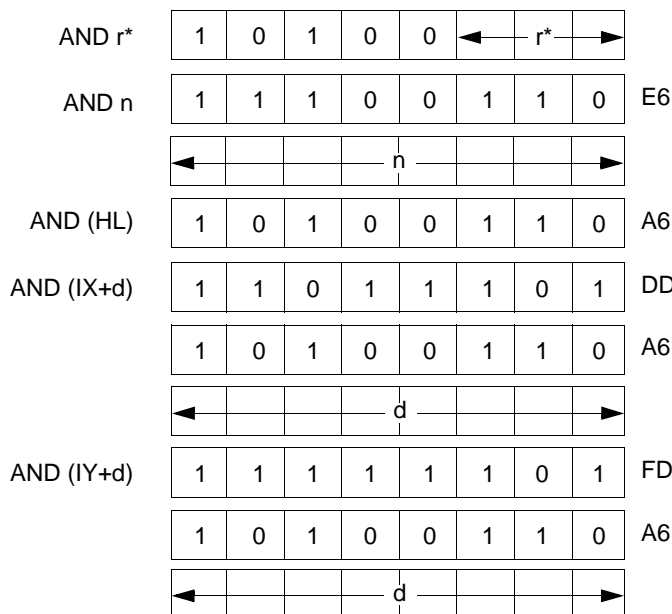 AND r* 1 0 1 0 0 r*
AND n 1 1 1 0 0 1 1 0 E6
n
AND (HL) 1 0 1 0 0 1 1 0 A6
AND (IX+d) 1 1 0 1 1 1 0 1 DD
1 0 1 0 0 1 1 0 A6
d
AND (IY+d) 1 1 1 1 1 1 0 1 FD
1 0 1 0 0 1 1 0 A6
d